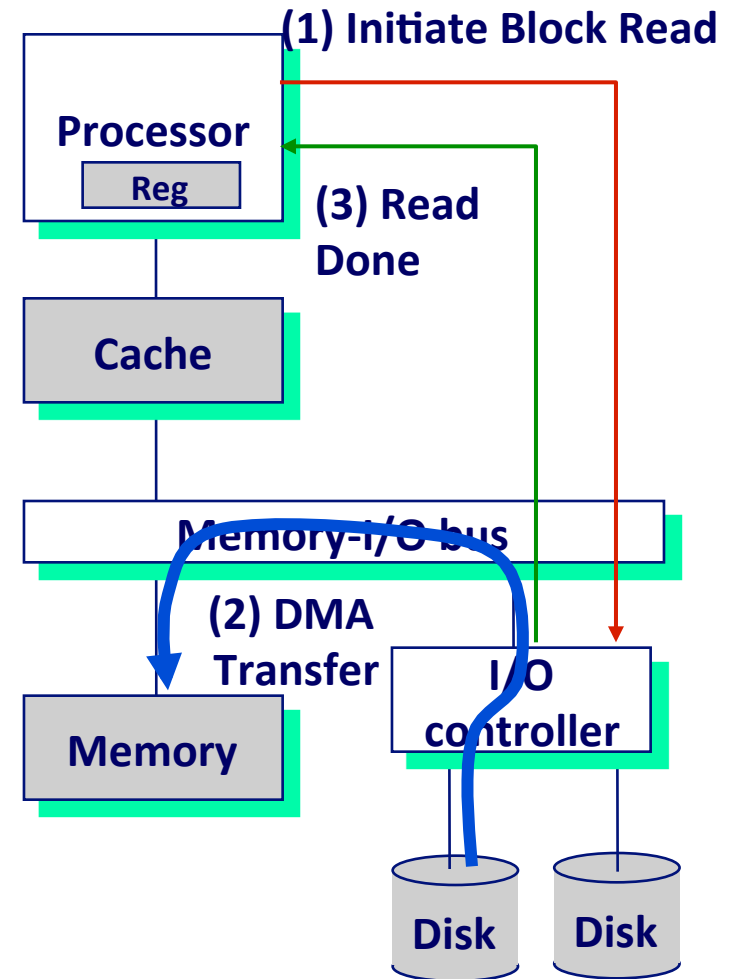 (1) Initiate Block Read
Processor
Reg
(3) Read
Done
Cache
Memory-I/O bus
(2) DMA
Transfer
I/O
controller
Memory
Disk
Disk